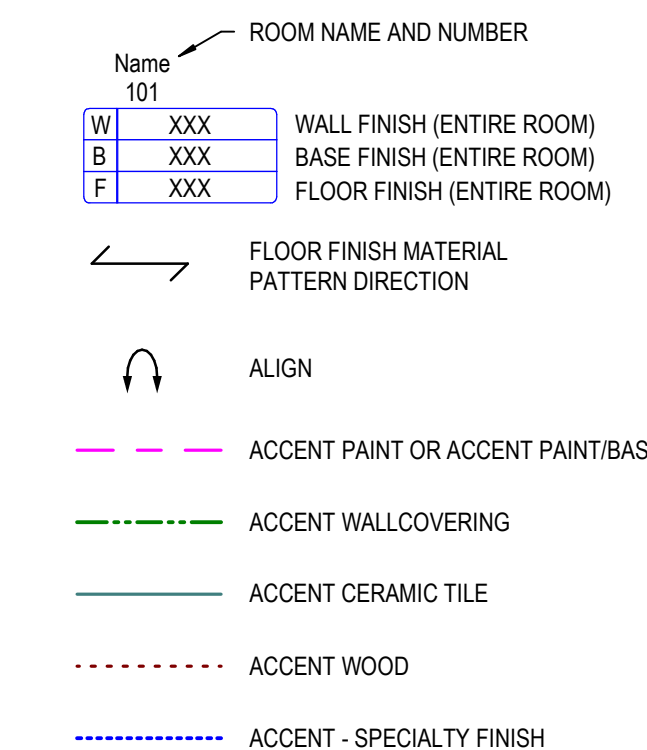 ROOM NAME AND NUMBER
Name
101
W XXX WALL FINISH (ENTIRE ROOM)
B XXX BASE FINISH (ENTIRE ROOM)
F XXX FLOOR FINISH (ENTIRE ROOM)
FLOOR FINISH MATERIAL
PATTERN DIRECTION
ALIGN
ACCENT PAINT OR ACCENT PAINT/BAS
ACCENT WALLCOVERING
ACCENT CERAMIC TILE
ACCENT WOOD
ACCENT - SPECIALTY FINISH